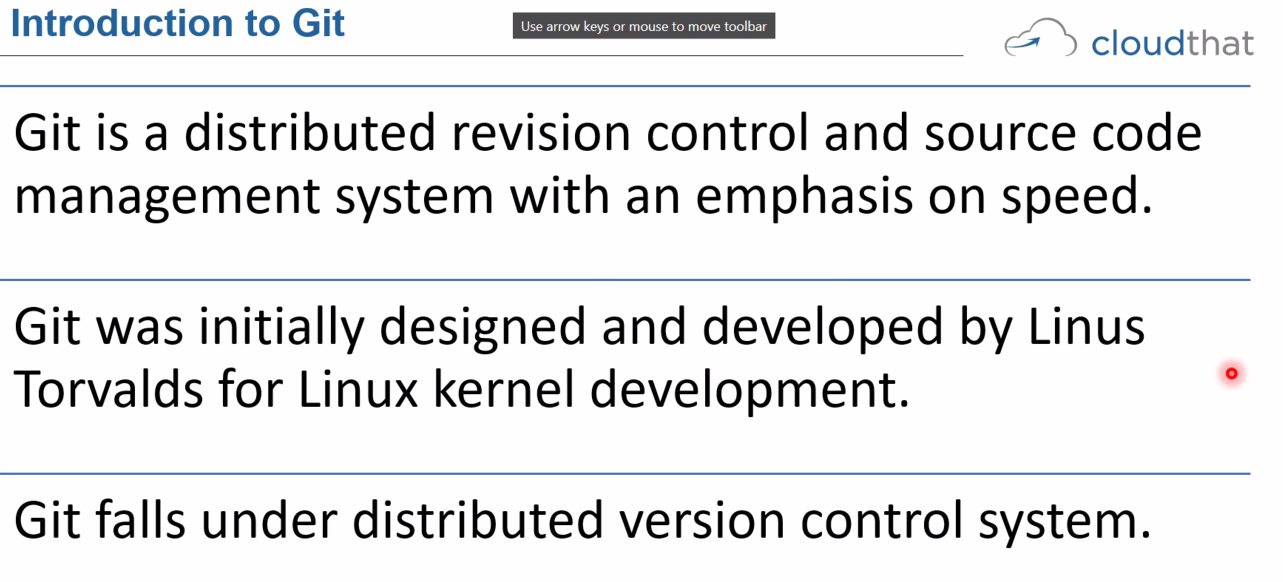 Introduction to Git
Use arrow keys or mouse to move toolbar
cloudthat
Git is a distributed revision control and source code
management system with an emphasis on speed.
Git was initially designed and developed by Linus
Torvalds for Linux kernel development.
Git falls under distributed version control system.